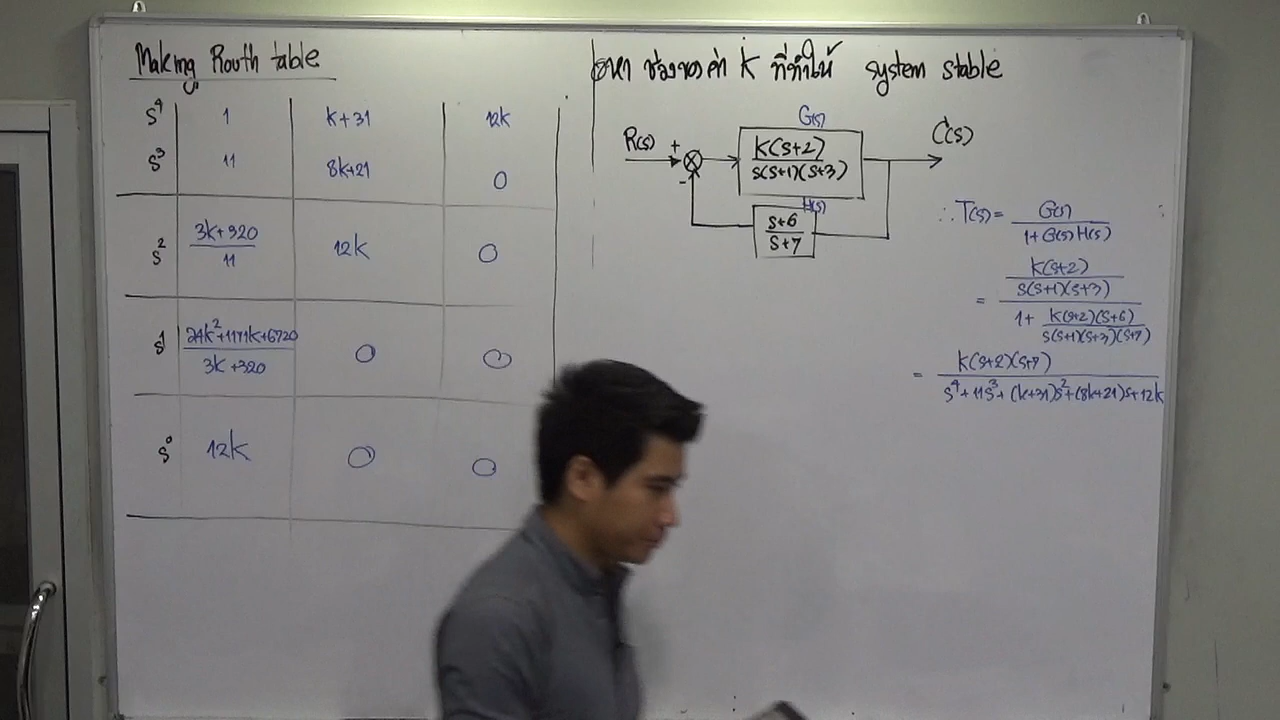 Making Routh table
s⁴ 1 k+31 12k
s³ 11 8k+21 0
s² 3k+320 12k 0
11
s¹ 24k²+1171k+6720 0 0
3k+320
s⁰ 12k 0 0
หา ช่วงของค่า k ที่ทำให้ system stable
G(s)
R(s) + K(s+2) C(s)
s(s+1)(s+3)
-
H(s)
s+6
s+7
∴ T(s) = G(s)
1+G(s)H(s)
K(s+2)
s(s+1)(s+3)
=
1+ K(s+2)(s+6)
s(s+1)(s+3)(s+7)
= K(s+2)(s+7)
s⁴+11s³+(k+31)s²+(8k+21)s+12k